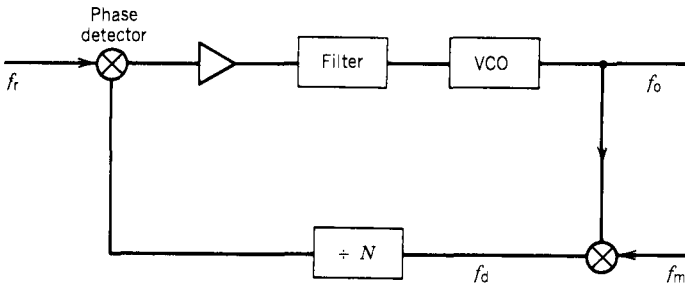 Phase
detector
Filter
VCO
f_r
f_o
÷ N
f_d
f_m